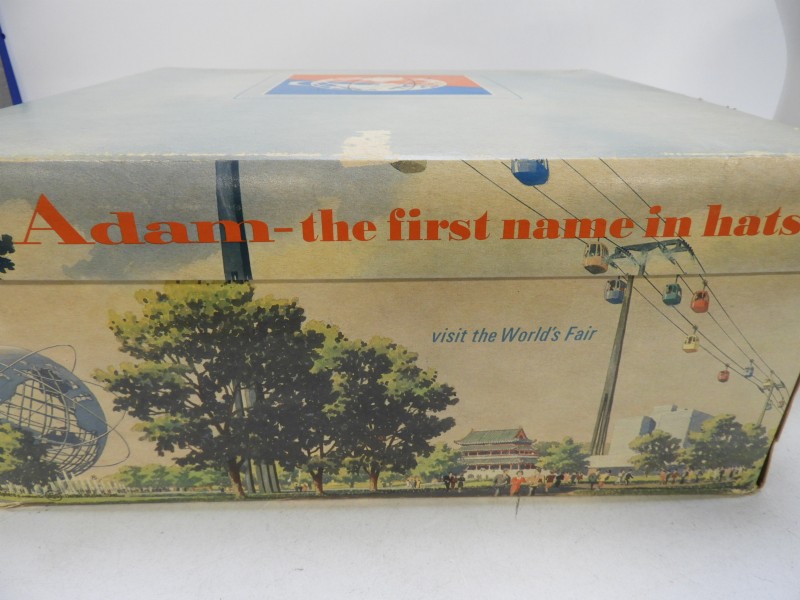 Adam-the first name in hats
visit the World's Fair